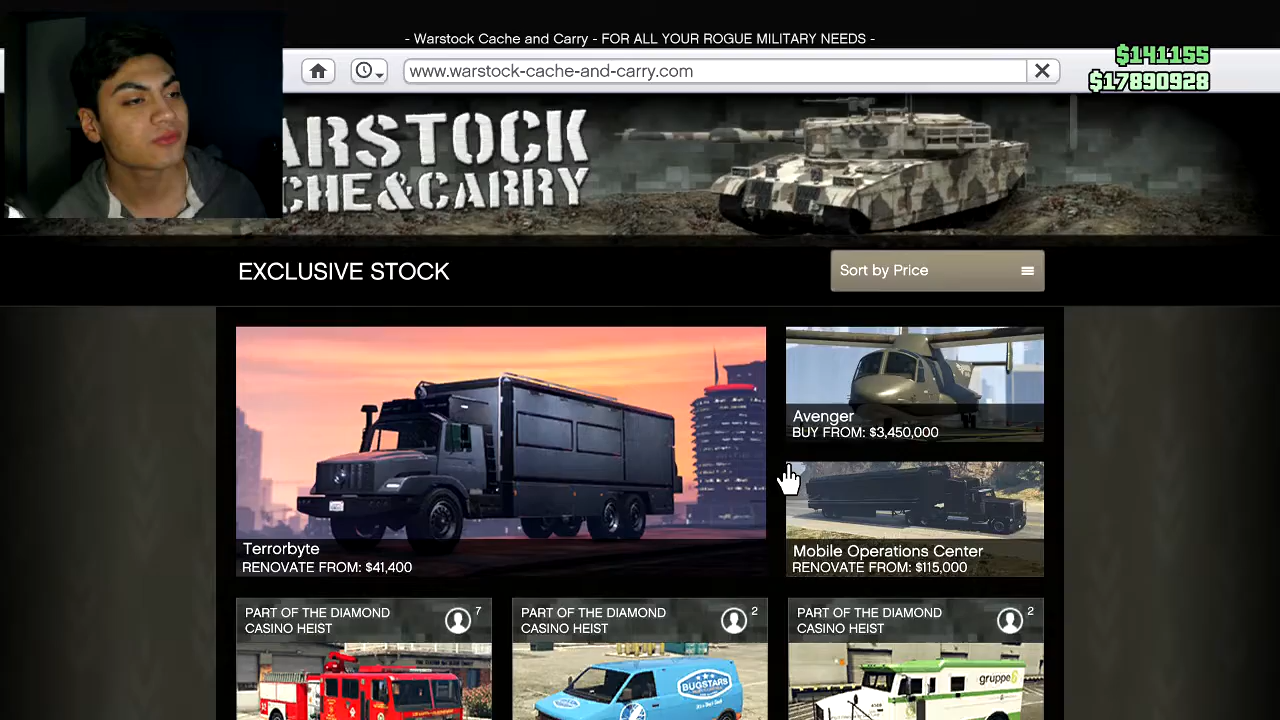 - Warstock Cache and Carry - FOR ALL YOUR ROGUE MILITARY NEEDS -
$141155
www.warstock-cache-and-carry.com
$17890928
ARSTOCK
CHE&CARRY
EXCLUSIVE STOCK
Sort by Price
Avenger
BUY FROM: $3,450,000
Terrorbyte
RENOVATE FROM: $41,400
Mobile Operations Center
RENOVATE FROM: $115,000
PART OF THE DIAMOND
CASINO HEIST
7
PART OF THE DIAMOND
CASINO HEIST
2
PART OF THE DIAMOND
CASINO HEIST
2
BUGSTARS
gruppe6